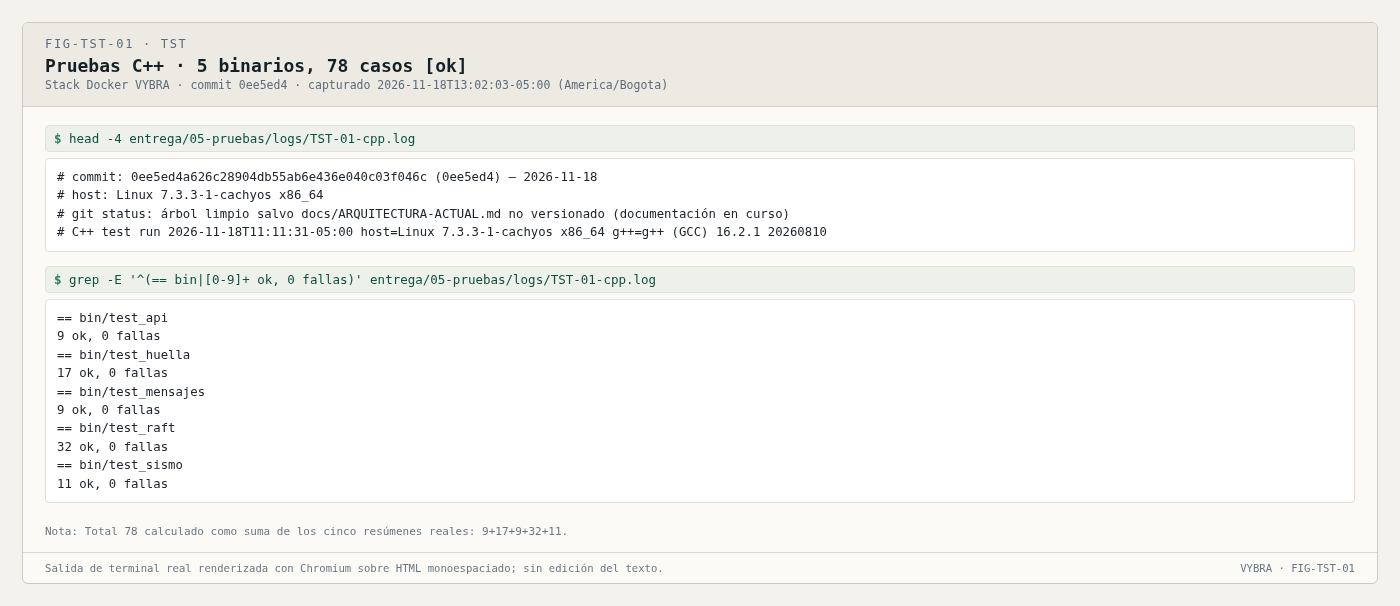 FIG-TST-01 · TST
Pruebas C++ · 5 binarios, 78 casos [ok]
Stack Docker VYBRA · commit 0ee5ed4 · capturado 2026-11-18T13:02:03-05:00 (America/Bogota)
$ head -4 entrega/05-pruebas/logs/TST-01-cpp.log
# commit: 0ee5ed4a626c28904db55ab6e436e040c03f046c (0ee5ed4) — 2026-11-18
# host: Linux 7.3.3-1-cachyos x86_64
# git status: árbol limpio salvo docs/ARQUITECTURA-ACTUAL.md no versionado (documentación en curso)
# C++ test run 2026-11-18T11:11:31-05:00 host=Linux 7.3.3-1-cachyos x86_64 g++=g++ (GCC) 16.2.1 20260810
$ grep -E '^(== bin|[0-9]+ ok, 0 fallas)' entrega/05-pruebas/logs/TST-01-cpp.log
== bin/test_api
9 ok, 0 fallas
== bin/test_huella
17 ok, 0 fallas
== bin/test_mensajes
9 ok, 0 fallas
== bin/test_raft
32 ok, 0 fallas
== bin/test_sismo
11 ok, 0 fallas
Nota: Total 78 calculado como suma de los cinco resúmenes reales: 9+17+9+32+11.
Salida de terminal real renderizada con Chromium sobre HTML monoespaciado; sin edición del texto.
VYBRA · FIG-TST-01